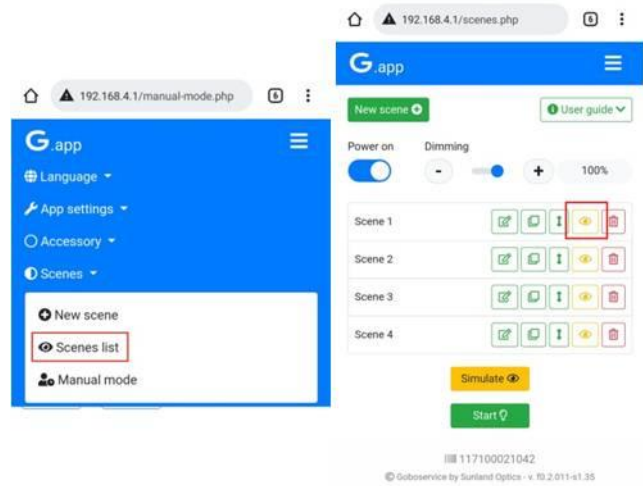 192.168.4.1/manual-mode.php
6
G.app
Language
App settings
Accessory
Scenes
New scene
Scenes list
Manual mode
192.168.4.1/scenes.php
6
G.app
New scene
User guide
Power on Dimming
- + 100%
Scene 1
Scene 2
Scene 3
Scene 4
Simulate
Start
117100021042
© Goboservice by Sunland Optics - v. f0.2.011-s1.35